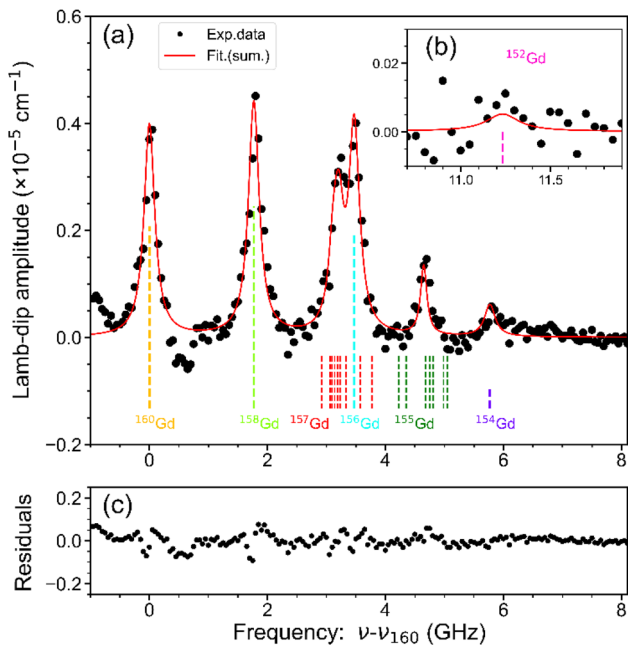 (a)
Exp.data
Fit.(sum.)
(b)
¹⁵²Gd
0.02
0.00
11.0 11.5
0.6
0.4
0.2
0.0
−0.2
Lamb-dip amplitude (×10⁻⁵ cm⁻¹)
¹⁶⁰Gd ¹⁵⁸Gd ¹⁵⁷Gd ¹⁵⁶Gd ¹⁵⁵Gd ¹⁵⁴Gd
0 2 4 6 8
(c)
0.2
0.0
−0.2
Residuals
0 2 4 6 8
Frequency: ν-ν₁₆₀ (GHz)